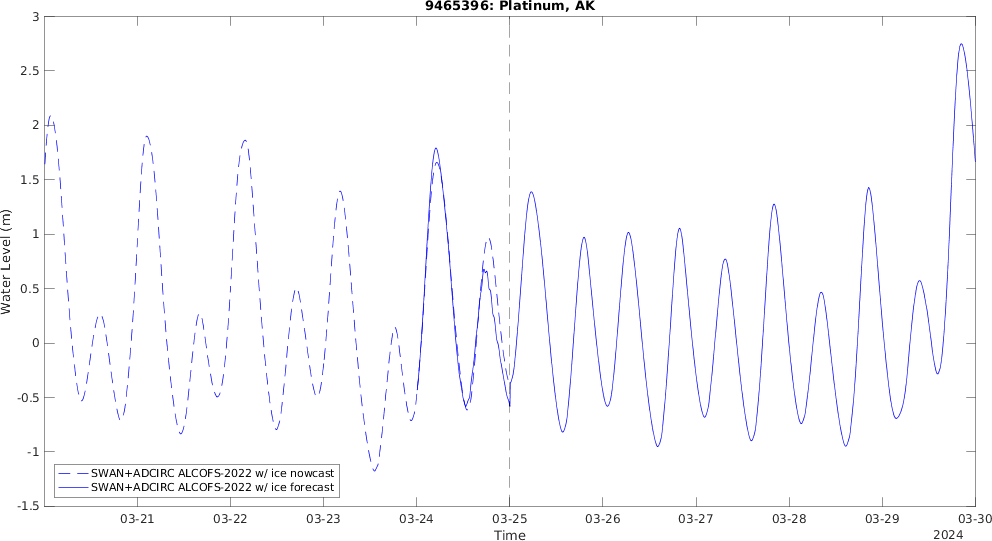 9465396: Platinum, AK
3
2.5
2
1.5
1
0.5
0
-0.5
-1
-1.5
Water Level (m)
SWAN+ADCIRC ALCOFS-2022 w/ ice nowcast
SWAN+ADCIRC ALCOFS-2022 w/ ice forecast
03-21 03-22 03-23 03-24 03-25 03-26 03-27 03-28 03-29 03-30
Time
2024